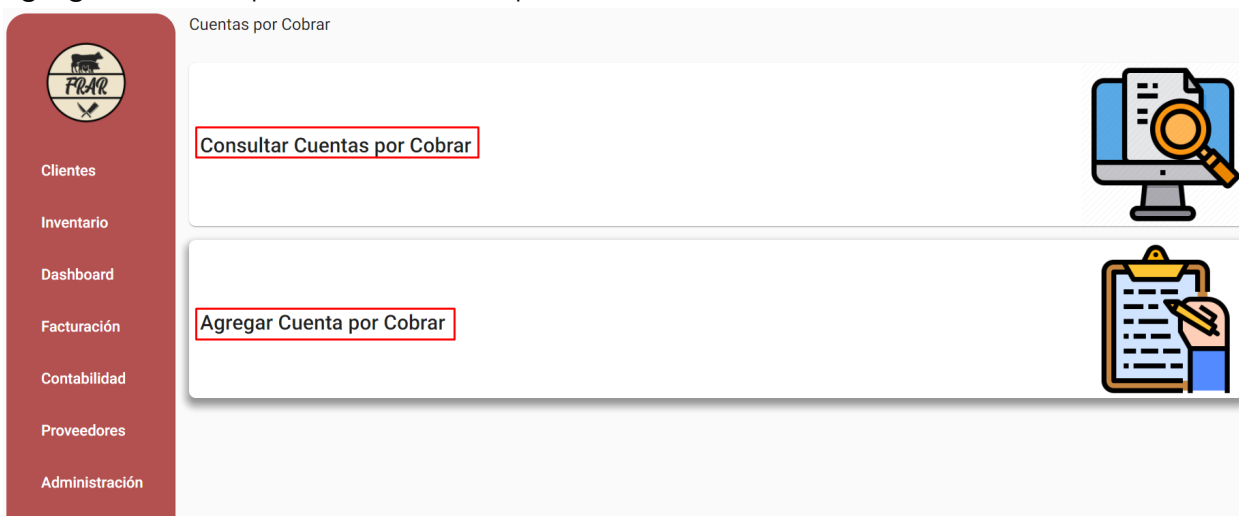 Cuentas por Cobrar
FRAR
Consultar Cuentas por Cobrar
Clientes
Inventario
Dashboard
Agregar Cuenta por Cobrar
Facturación
Contabilidad
Proveedores
Administración